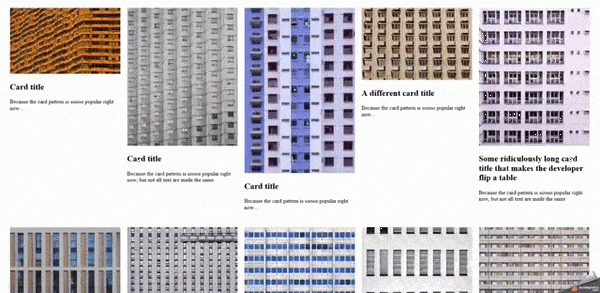 Card title
Because the card pattern is soooo popular right
now...
Card title
Because the card pattern is soooo popular right
now, but not all text are made the same
Card title
Because the card pattern is soooo popular right
now...
A different card title
Because the card pattern is soooo popular right
now...
Some ridiculously long card
title that makes the developer
flip a table
Because the card pattern is soooo popular right
now, but not all text are made the same